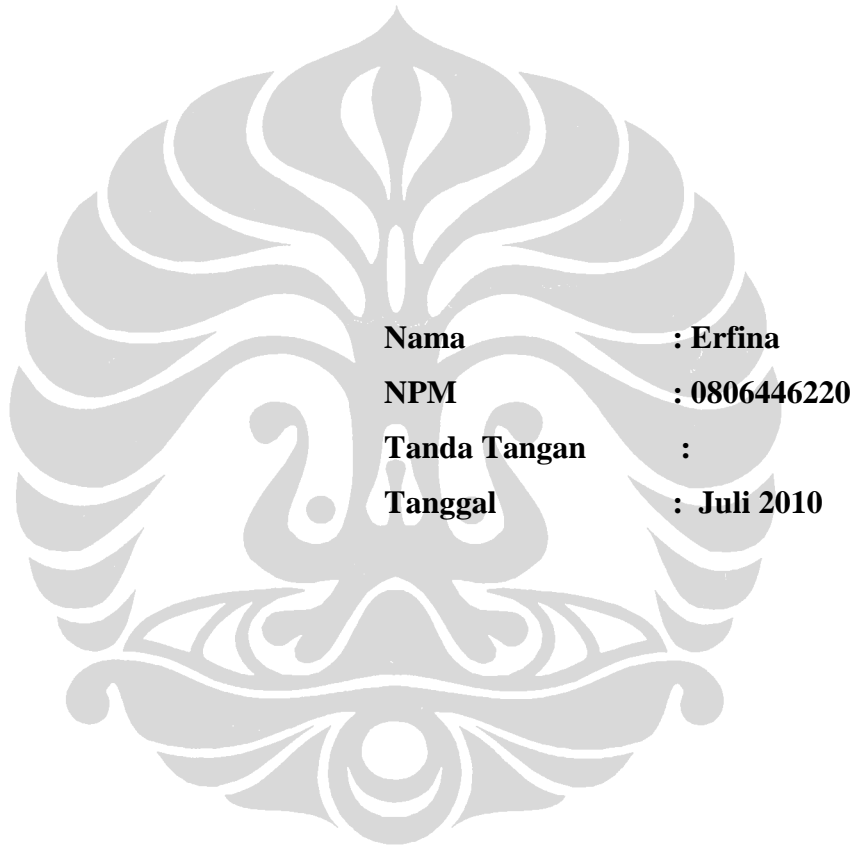 Nama : Erfina
NPM : 0806446220
Tanda Tangan :
Tanggal : Juli 2010